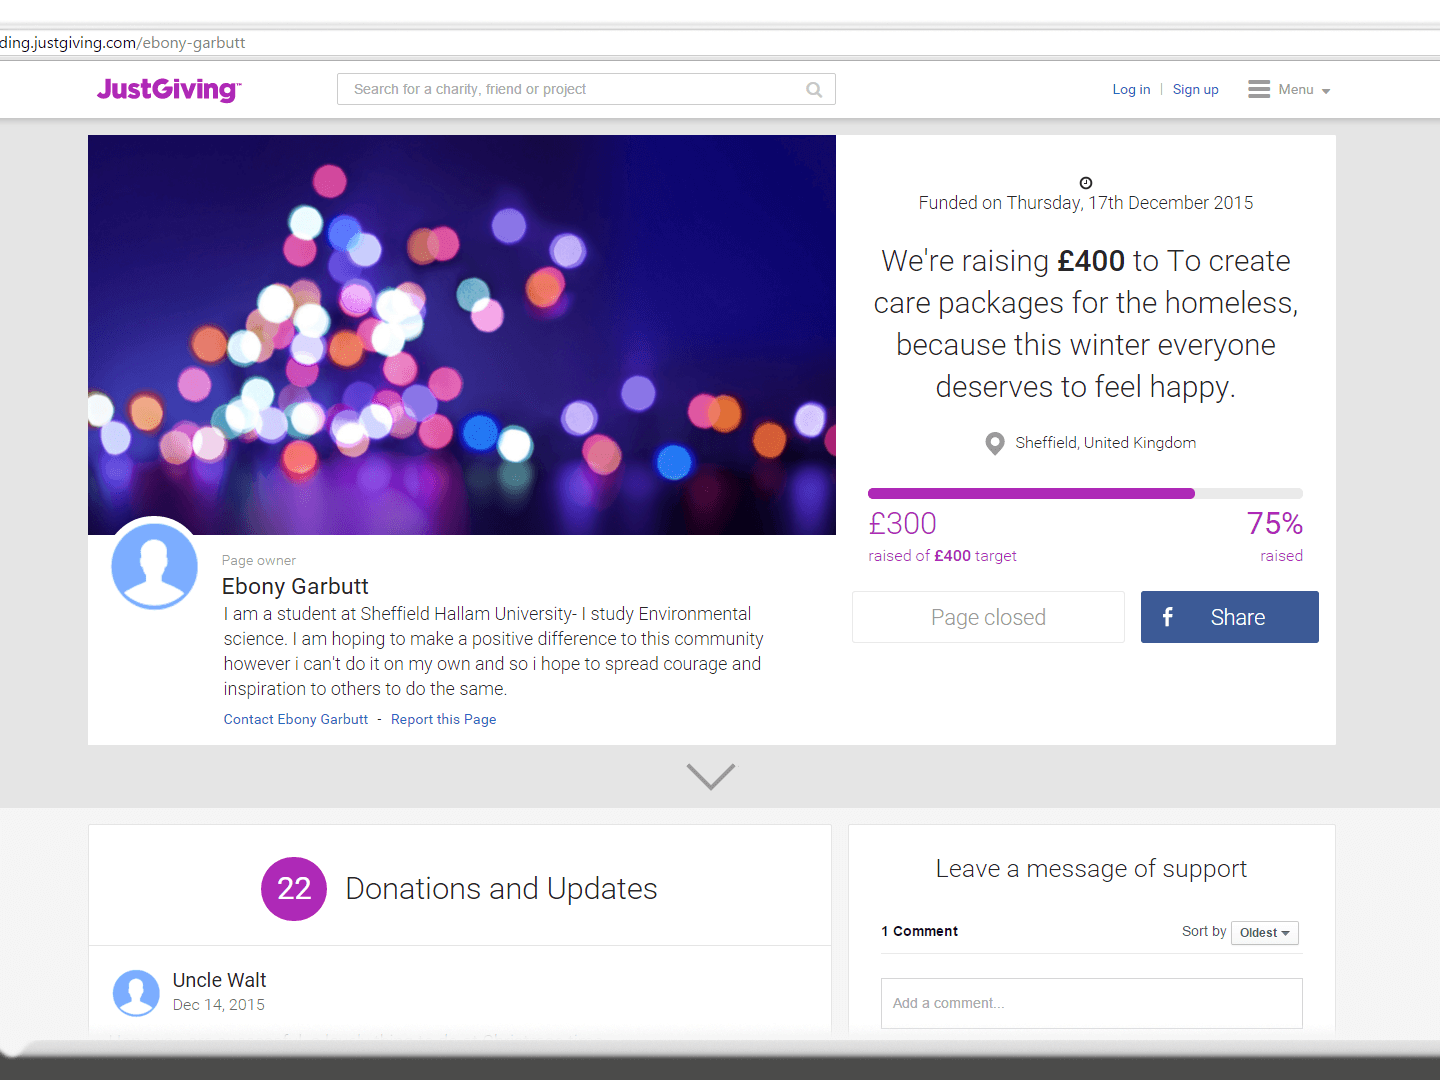 ding.justgiving.com/ebony-garbutt
JustGiving™
Search for a charity, friend or project
Log in | Sign up
Menu
Funded on Thursday, 17th December 2015
We're raising £400 to To create
care packages for the homeless,
because this winter everyone
deserves to feel happy.
Sheffield, United Kingdom
£300
75%
raised of £400 target
raised
Page closed
f Share
Page owner
Ebony Garbutt
I am a student at Sheffield Hallam University- I study Environmental
science. I am hoping to make a positive difference to this community
however i can't do it on my own and so i hope to spread courage and
inspiration to others to do the same.
Contact Ebony Garbutt - Report this Page
22 Donations and Updates
Uncle Walt
Dec 14, 2015
Leave a message of support
1 Comment
Sort by Oldest
Add a comment...